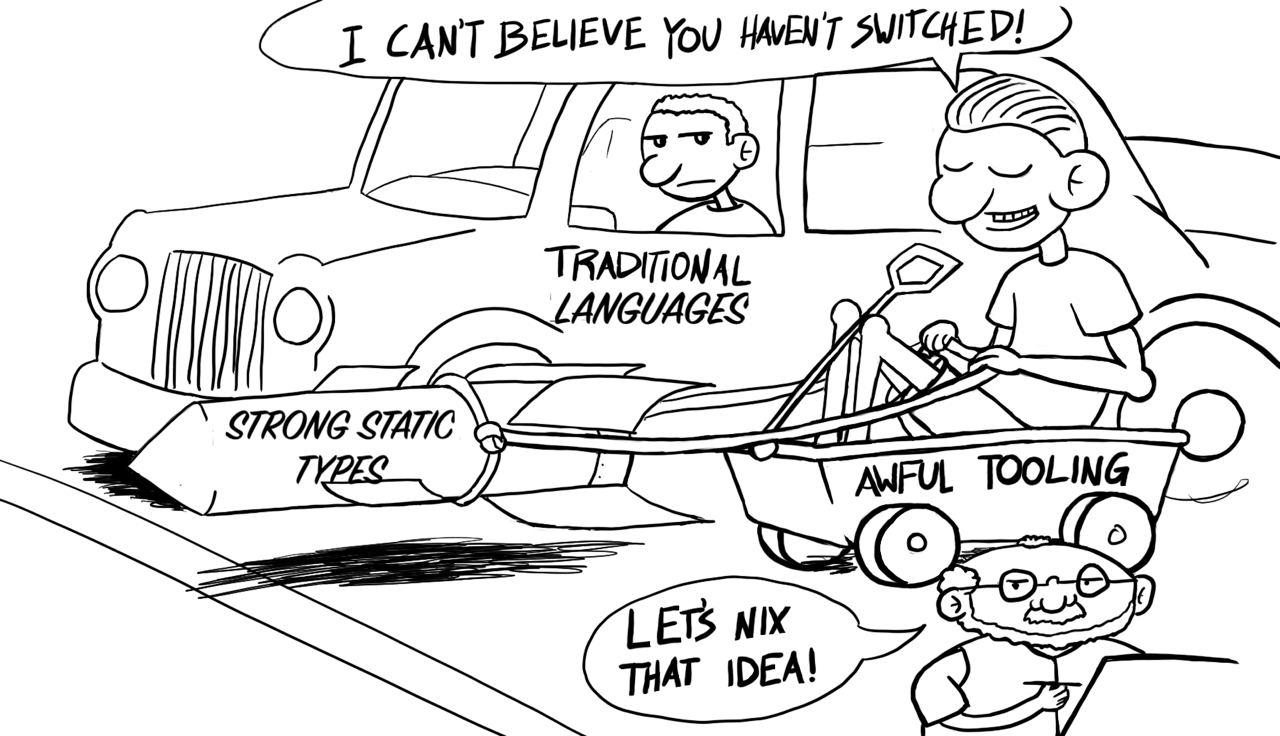 I CAN'T BELIEVE YOU HAVEN'T SWITCHED!
TRADITIONAL
LANGUAGES
STRONG STATIC
TYPES
AWFUL TOOLING
LET'S NIX
THAT IDEA!